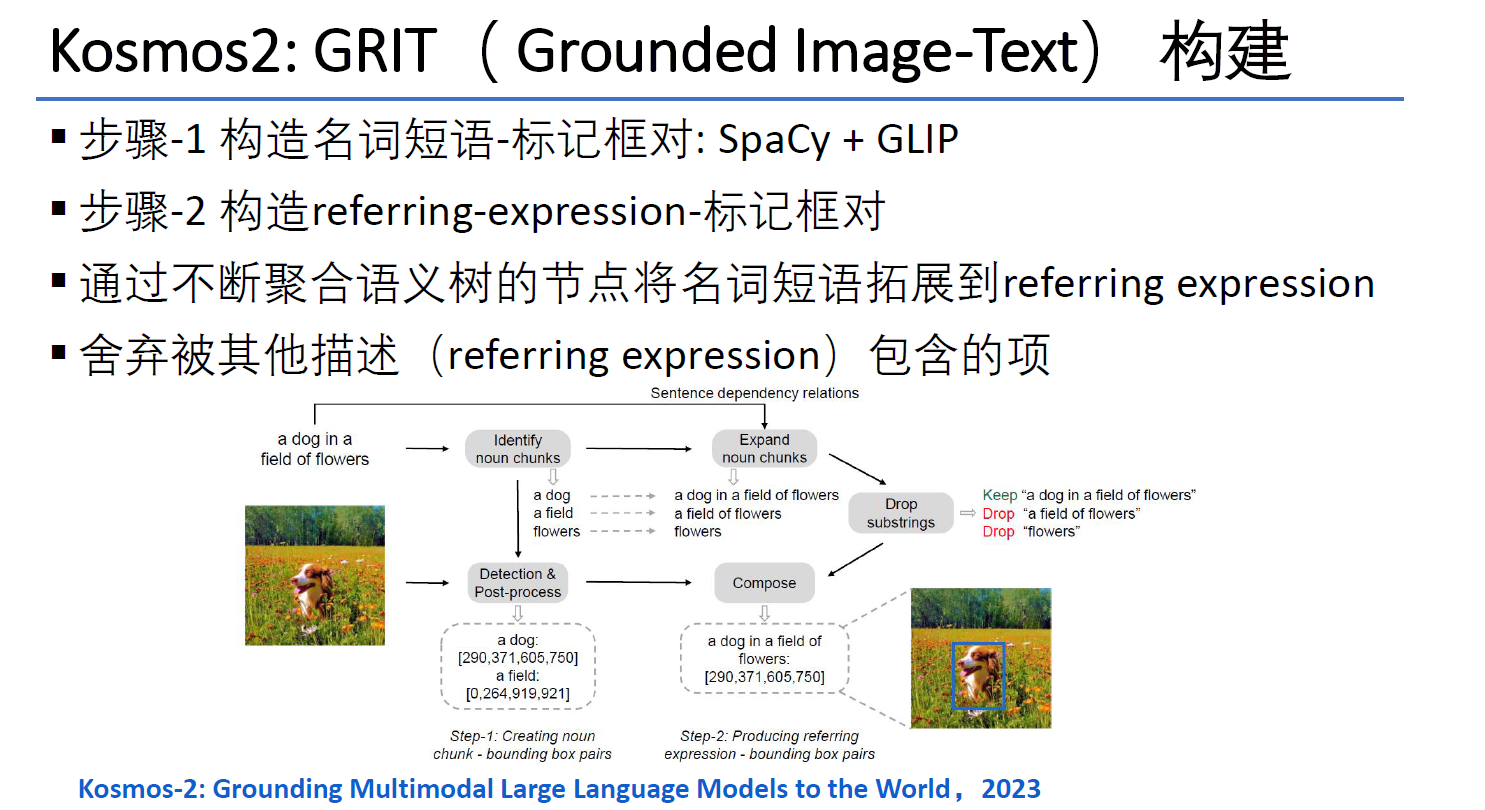 Kosmos2: GRIT（ Grounded Image-Text） 构建
▪ 步骤-1 构造名词短语-标记框对: SpaCy + GLIP
▪ 步骤-2 构造referring-expression-标记框对
▪ 通过不断聚合语义树的节点将名词短语拓展到referring expression
▪ 舍弃被其他描述（referring expression）包含的项
Sentence dependency relations
a dog in a
field of flowers
Identify
noun chunks
Expand
noun chunks
a dog
a field
flowers
a dog in a field of flowers
a field of flowers
flowers
Drop
substrings
Keep “a dog in a field of flowers”
Drop “a field of flowers”
Drop “flowers”
Detection &
Post-process
Compose
a dog:
[290,371,605,750]
a field:
[0,264,919,921]
a dog in a field of
flowers:
[290,371,605,750]
Step-1: Creating noun
chunk - bounding box pairs
Step-2: Producing referring
expression - bounding box pairs
Kosmos-2: Grounding Multimodal Large Language Models to the World，2023